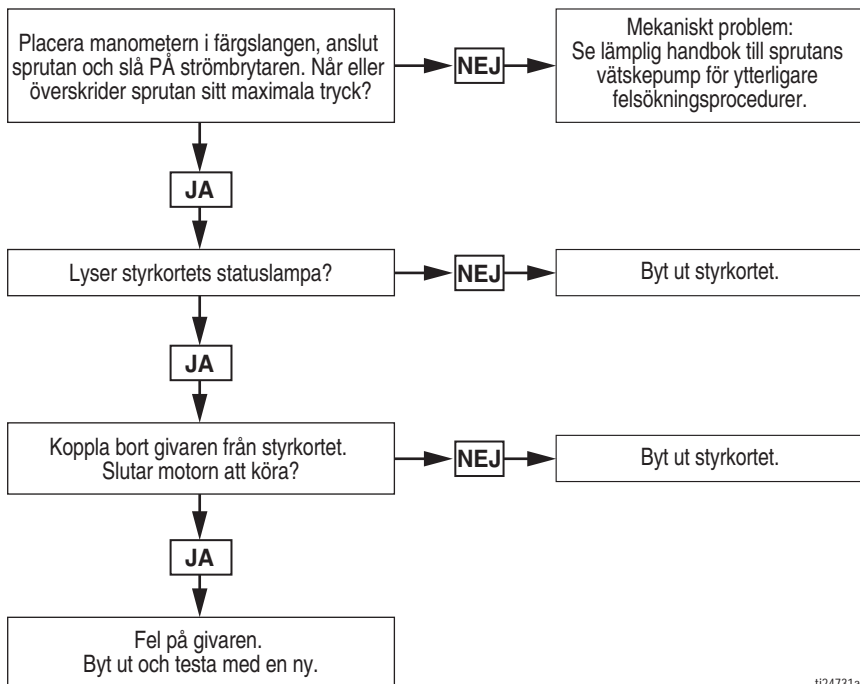 Placera manometern i färgslangen, anslut
sprutan och slå PÅ strömbrytaren. Når eller
överskrider sprutan sitt maximala tryck?
NEJ
Mekaniskt problem:
Se lämplig handbok till sprutans
vätskepump för ytterligare
felsökningsprocedurer.
JA
Lyser styrkortets statuslampa?
NEJ
Byt ut styrkortet.
JA
Koppla bort givaren från styrkortet.
Slutar motorn att köra?
NEJ
Byt ut styrkortet.
JA
Fel på givaren.
Byt ut och testa med en ny.
ti24731a